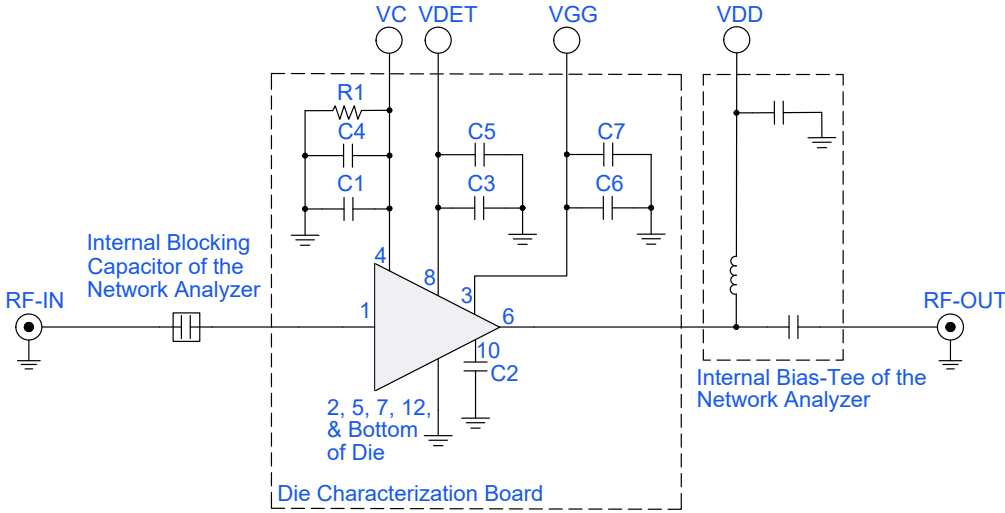 VC
VDET
VGG
VDD
R1
C4
C5
C7
C1
C3
C6
Internal Blocking
Capacitor of the
Network Analyzer
4
8
3
RF-IN
1
6
RF-OUT
10
C2
Internal Bias-Tee of the
Network Analyzer
2, 5, 7, 12,
& Bottom
of Die
Die Characterization Board